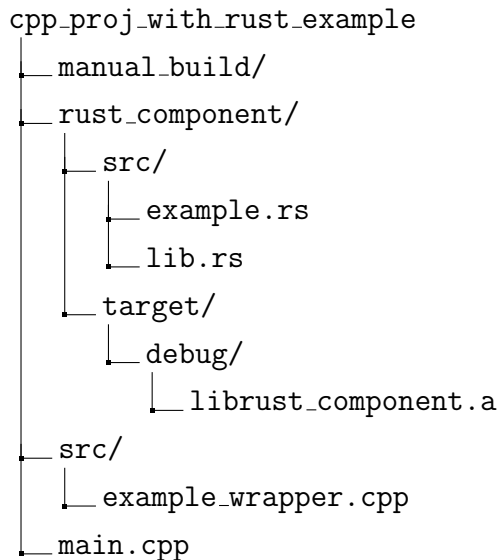 cpp_proj_with_rust_example
manual_build/
rust_component/
src/
example.rs
lib.rs
target/
debug/
librust_component.a
src/
example_wrapper.cpp
main.cpp